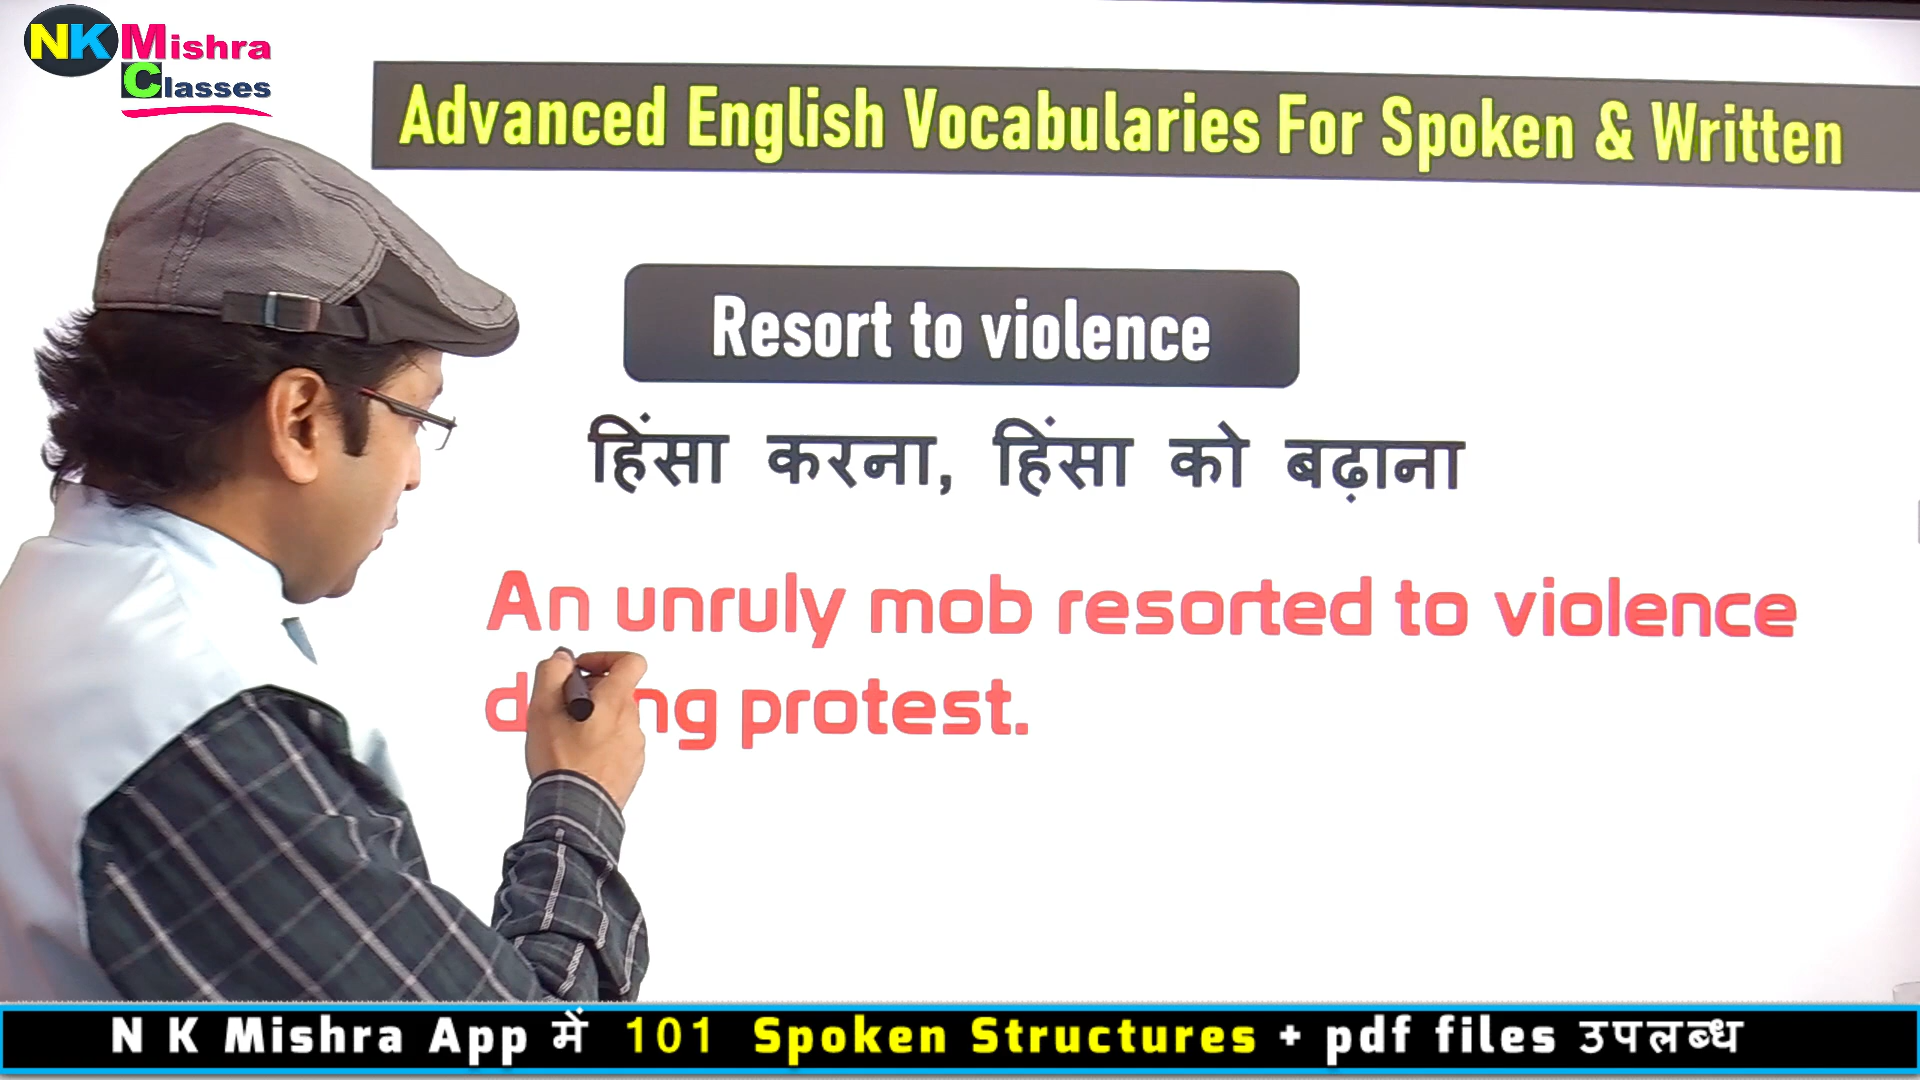 NK Mishra
Classes
Advanced English Vocabularies For Spoken & Written
Resort to violence
हिंसा करना, हिंसा को बढ़ाना
An unruly mob resorted to violence
protest.
N K Mishra App में 101 Spoken Structures + pdf files उपलब्ध